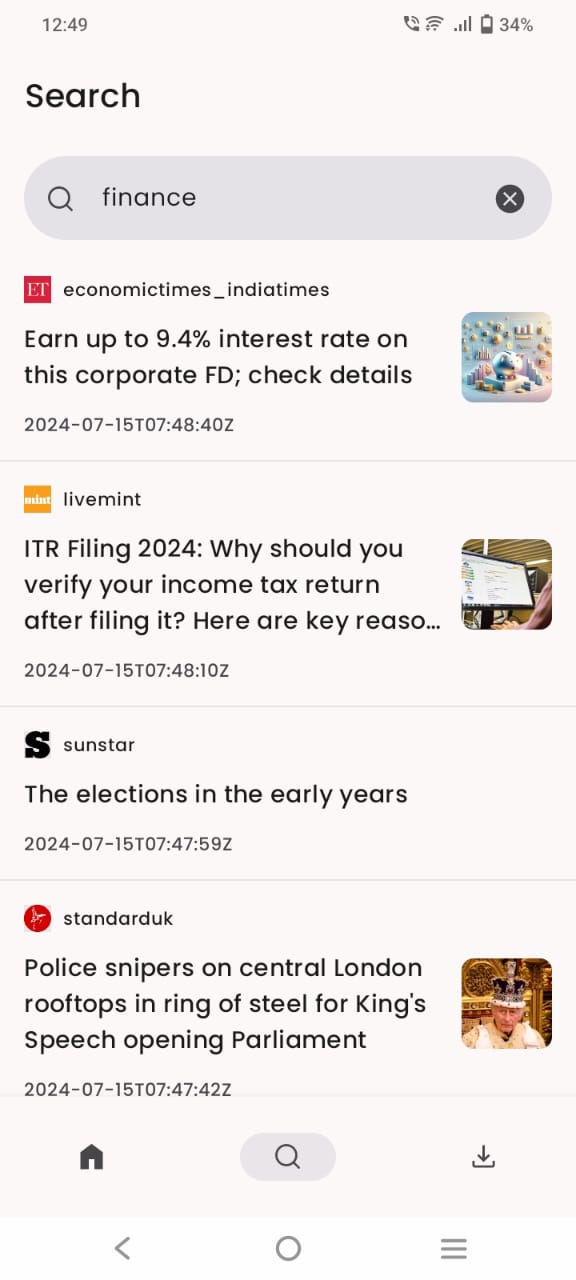 12:49
34%
Search
finance
ET
economictimes_indiatimes
Earn up to 9.4% interest rate on
this corporate FD; check details
2024-07-15T07:48:40Z
mint
livemint
ITR Filing 2024: Why should you
verify your income tax return
after filing it? Here are key reaso...
2024-07-15T07:48:10Z
S
sunstar
The elections in the early years
2024-07-15T07:47:59Z
standarduk
Police snipers on central London
rooftops in ring of steel for King's
Speech opening Parliament
2024-07-15T07:47:42Z